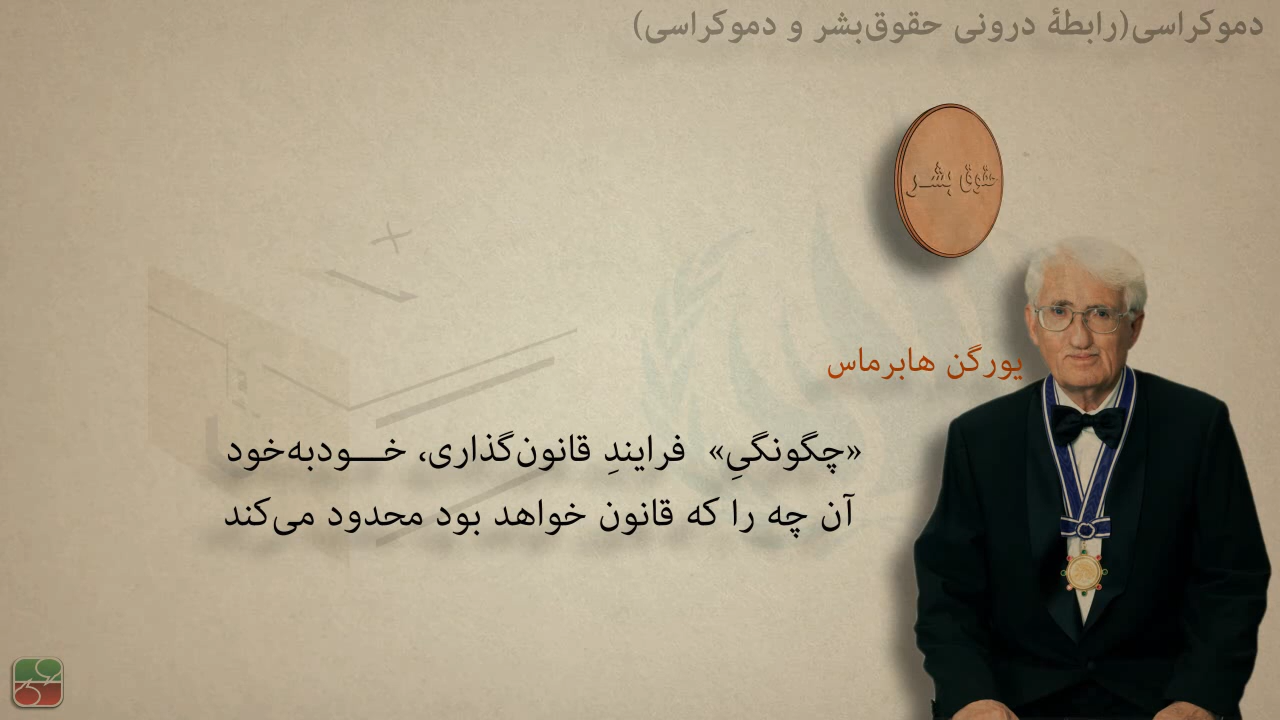 دموکراسی(رابطهٔ درونی حقوق‌بشر و دموکراسی)
حقوق بشر
یورگن هابرماس
«چگونگیِ» فرایندِ قانون‌گذاری، خـــودبه‌خود
آن چه را که قانون خواهد بود محدود می‌کند